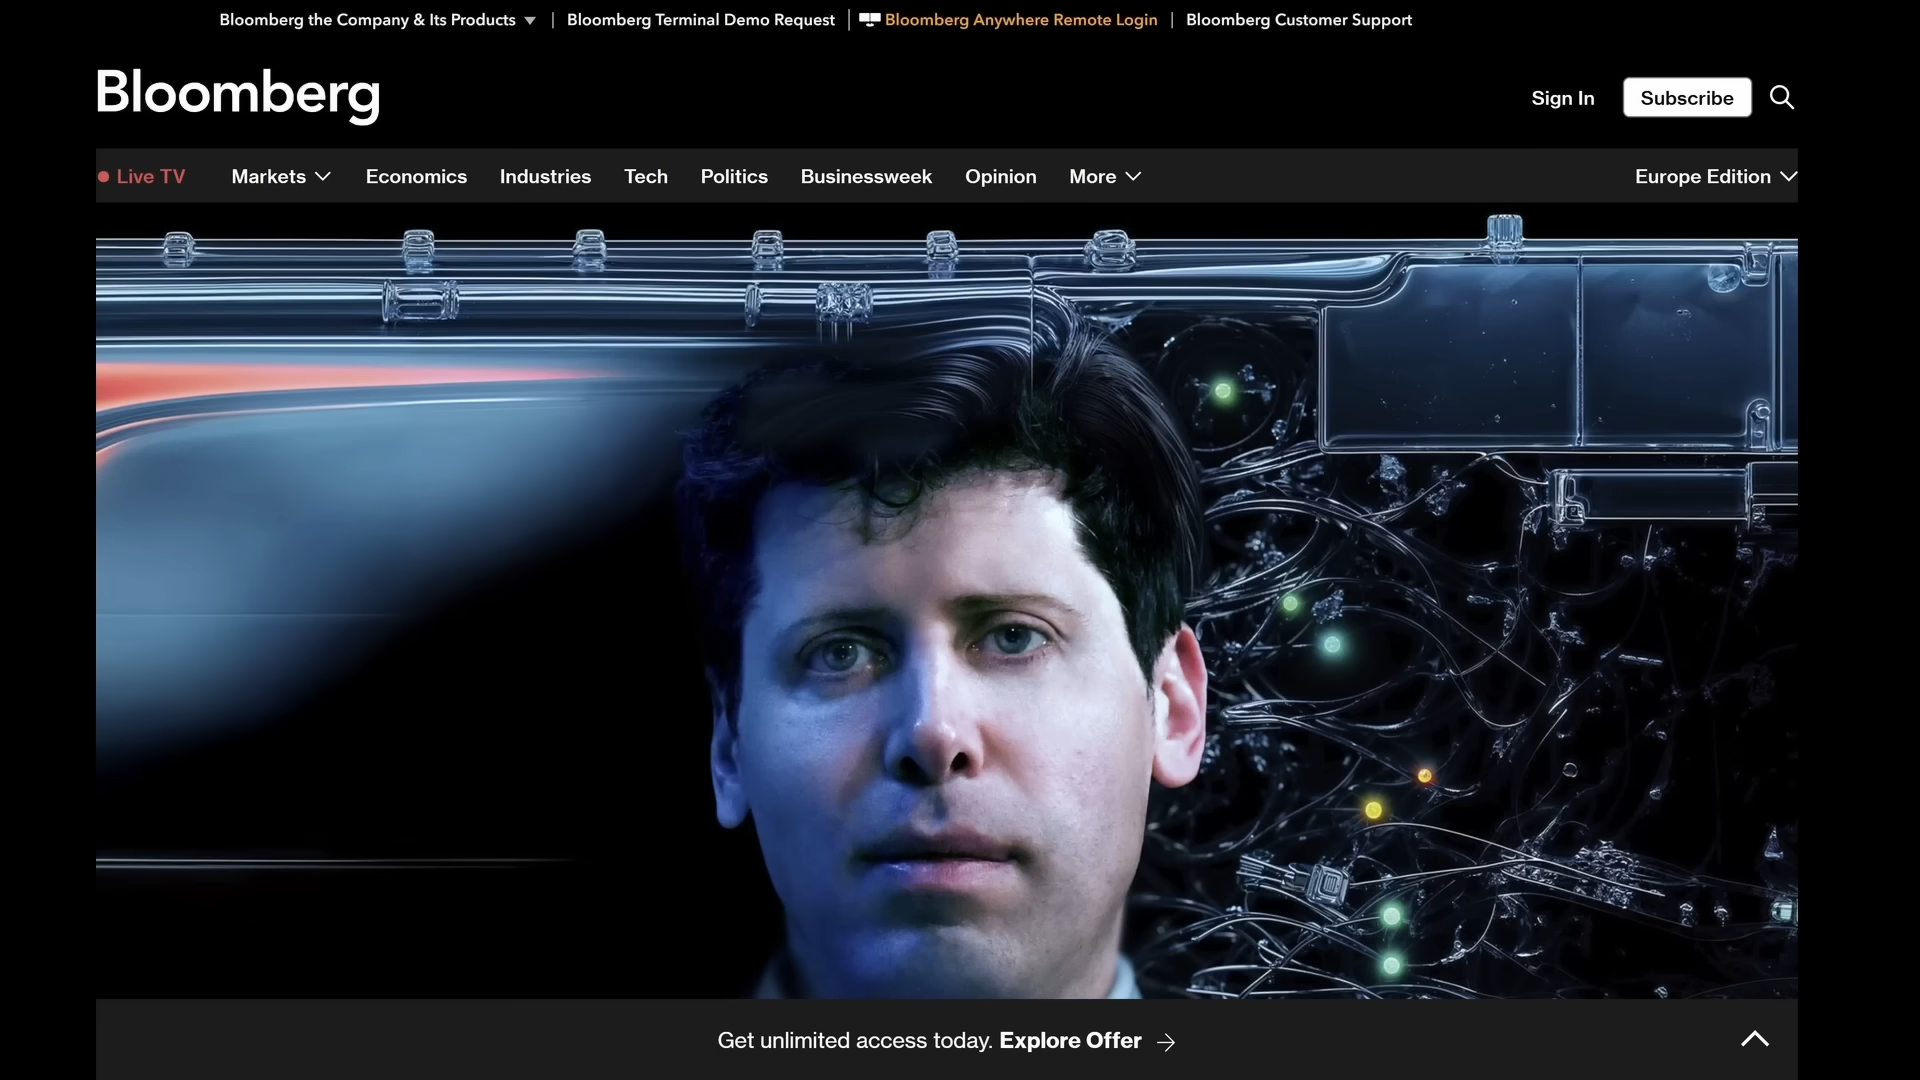 Bloomberg the Company & Its Products
Bloomberg Terminal Demo Request
Bloomberg Anywhere Remote Login
Bloomberg Customer Support
Bloomberg
Sign In
Subscribe
Live TV
Markets
Economics
Industries
Tech
Politics
Businessweek
Opinion
More
Europe Edition
Get unlimited access today. Explore Offer